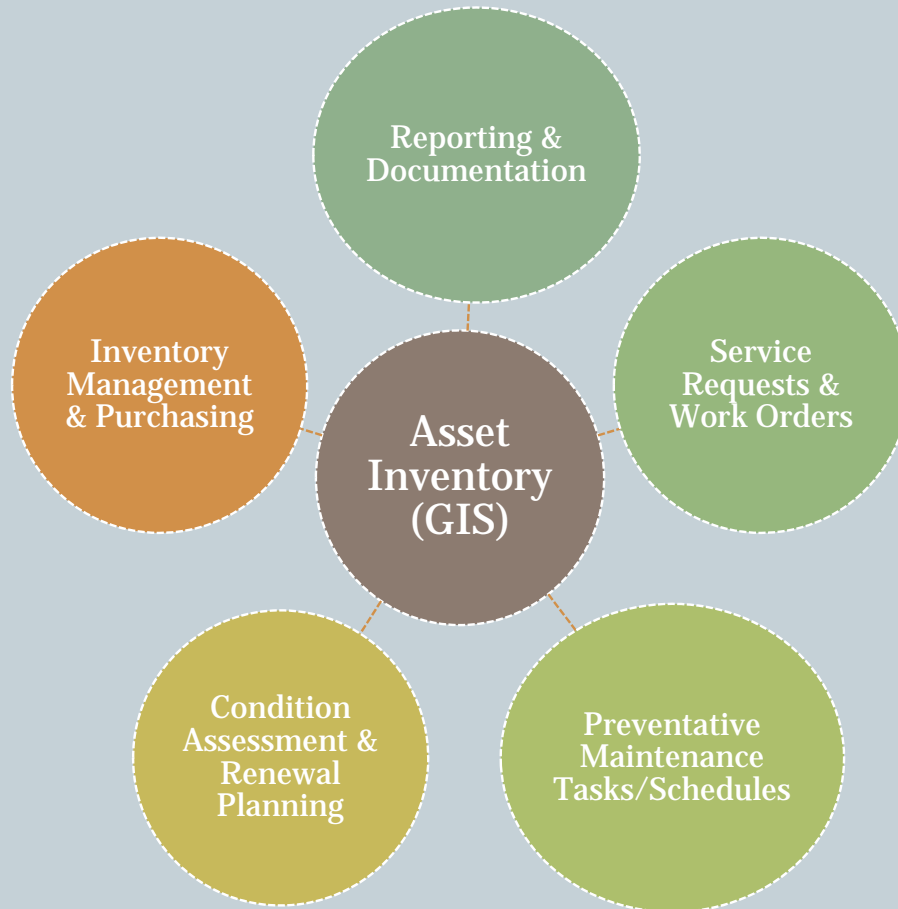 Reporting &
Documentation
Inventory
Management
& Purchasing
Service
Requests &
Work Orders
Asset
Inventory
(GIS)
Condition
Assessment &
Renewal
Planning
Preventative
Maintenance
Tasks/Schedules